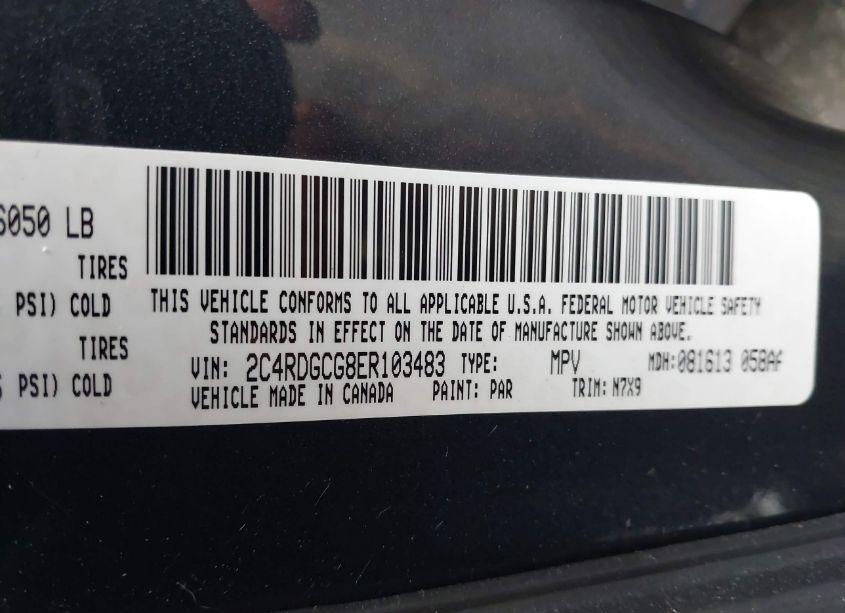 6050 LB
TIRES
PSI) COLD
TIRES
PSI) COLD
THIS VEHICLE CONFORMS TO ALL APPLICABLE U.S.A. FEDERAL MOTOR VEHICLE SAFETY
STANDARDS IN EFFECT ON THE DATE OF MANUFACTURE SHOWN ABOVE.
VIN: 2C4RDGCG8ER103483 TYPE: MPV MDH:081613 058AF
VEHICLE MADE IN CANADA PAINT: PAR TRIM: N7X9